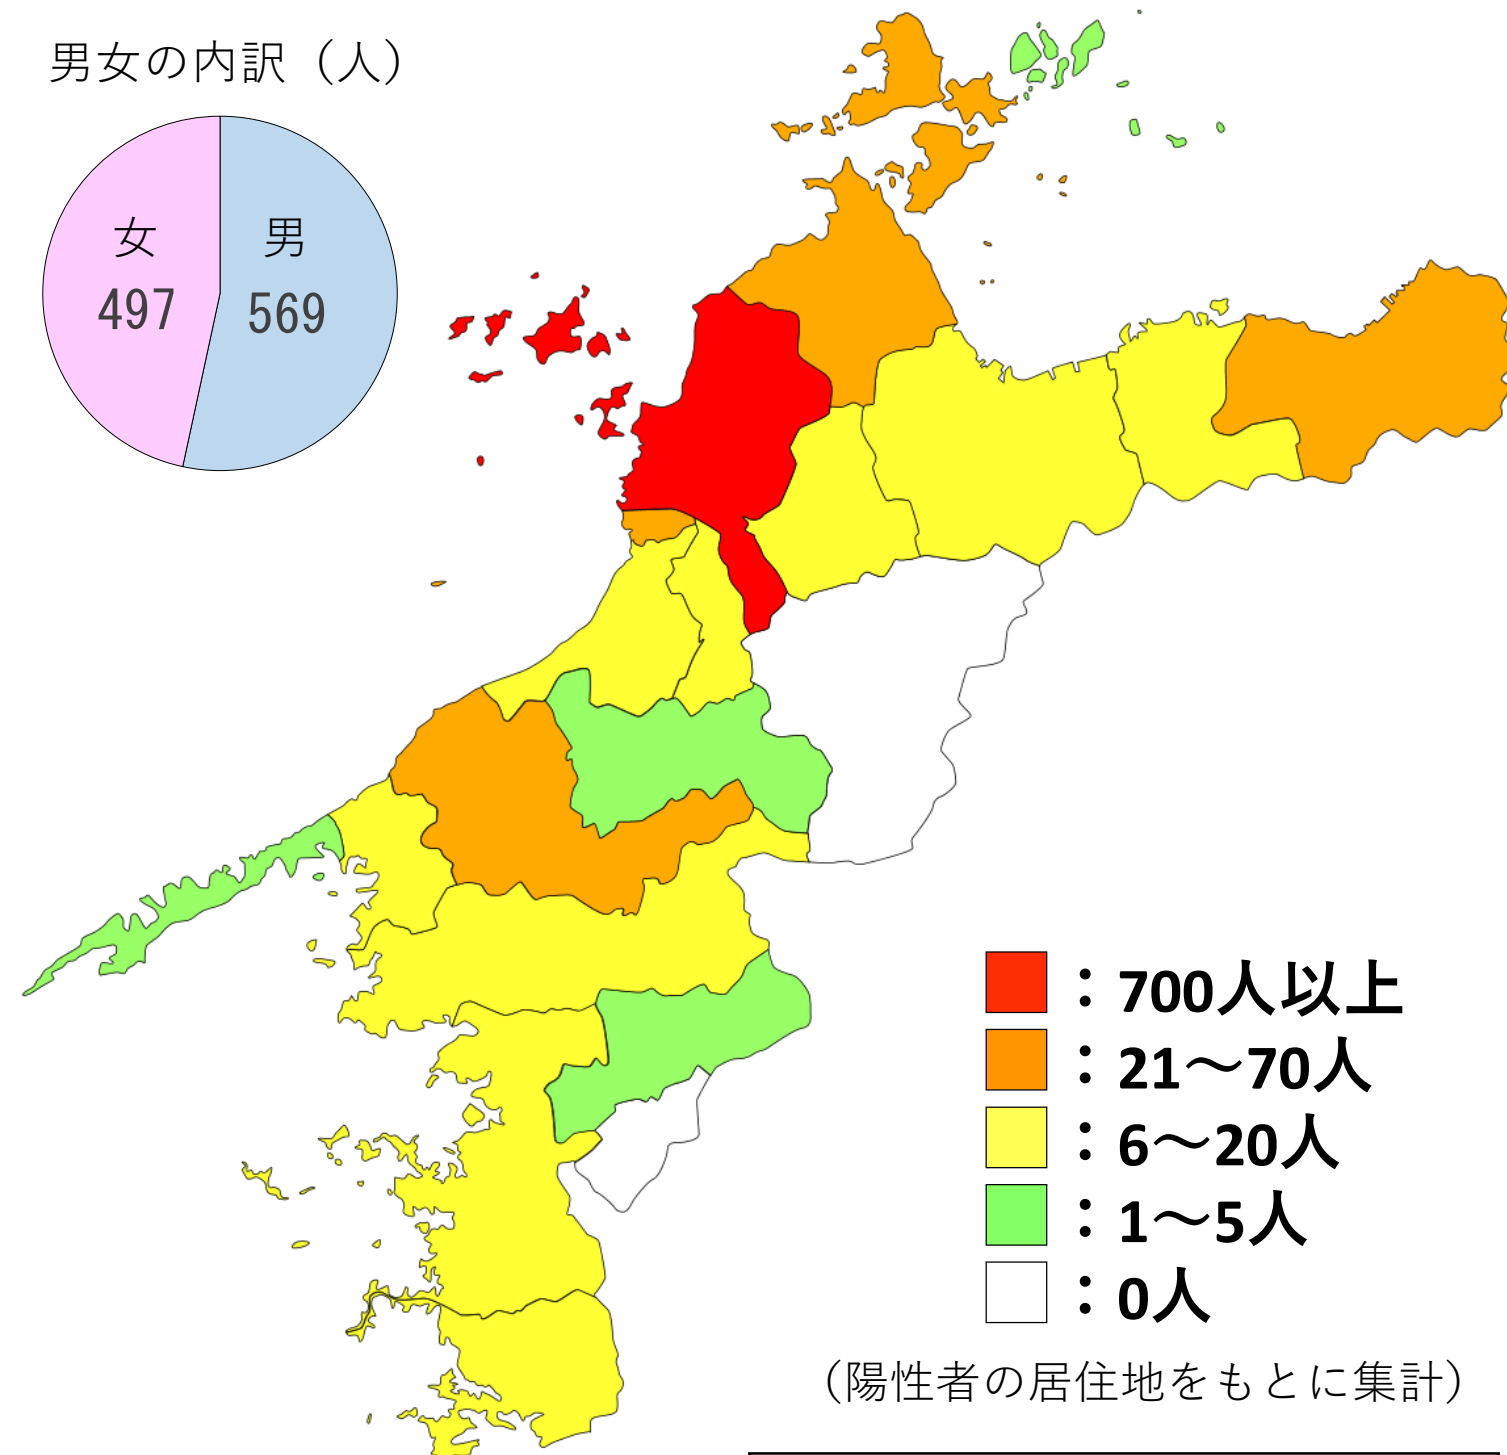 男女の内訳（人）
女
497
男
569
：700人以上
：21～70人
：6～20人
：1～5人
：0人
（陽性者の居住地をもとに集計）